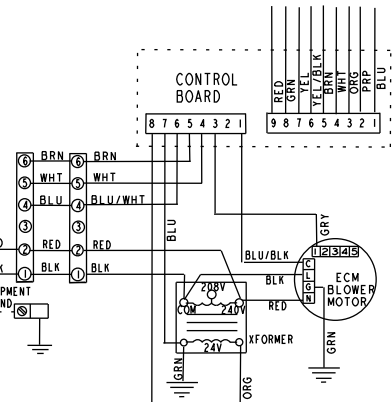 CONTROL
BOARD
RED
GRN
YEL
YEL/BLK
BRN
WHT
ORG
PRP
BLU
8 7 6 5 4 3 2 1
9 8 7 6 5 4 3 2 1
6 BRN 6 BRN
5 WHT 5 WHT
4 BLU 4 BLU/WHT
3 3
2 RED 2 RED
1 BLK 1 BLK
BLU
GRY
1 2 3 4 5
BLU/BLK
BLK
RED
C
L
G
N
ECM
BLOWER
MOTOR
208V
COM 240V
XFORMER
24V
GRN
ORG
GRN
PMENT
ND